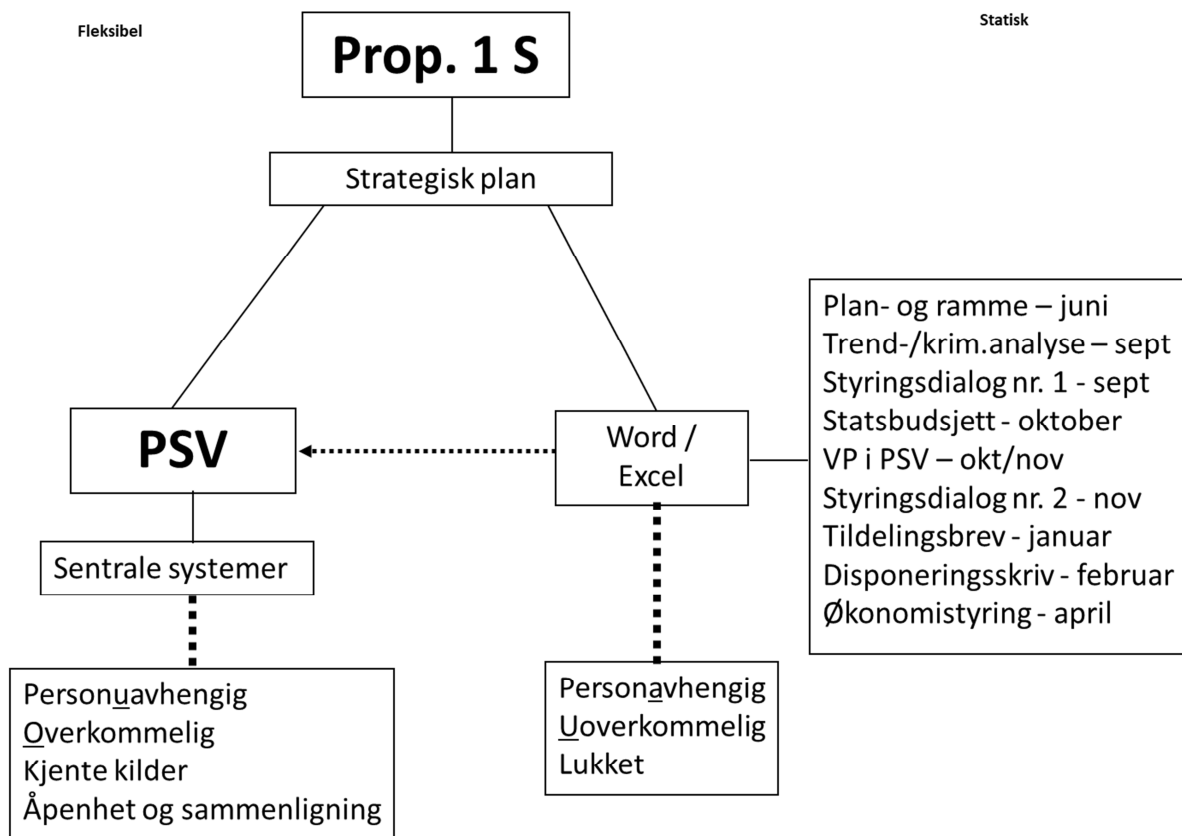 Fleksibel
Statisk
Prop. 1 S
Strategisk plan
PSV
Word /
Excel
Plan- og ramme – juni
Trend-/krim.analyse – sept
Styringsdialog nr. 1 - sept
Statsbudsjett - oktober
VP i PSV – okt/nov
Styringsdialog nr. 2 - nov
Tildelingsbrev - januar
Disponeringsskriv - februar
Økonomistyring - april
Sentrale systemer
Personuavhengig
Overkommelig
Kjente kilder
Åpenhet og sammenligning
Personavhengig
Uoverkommelig
Lukket